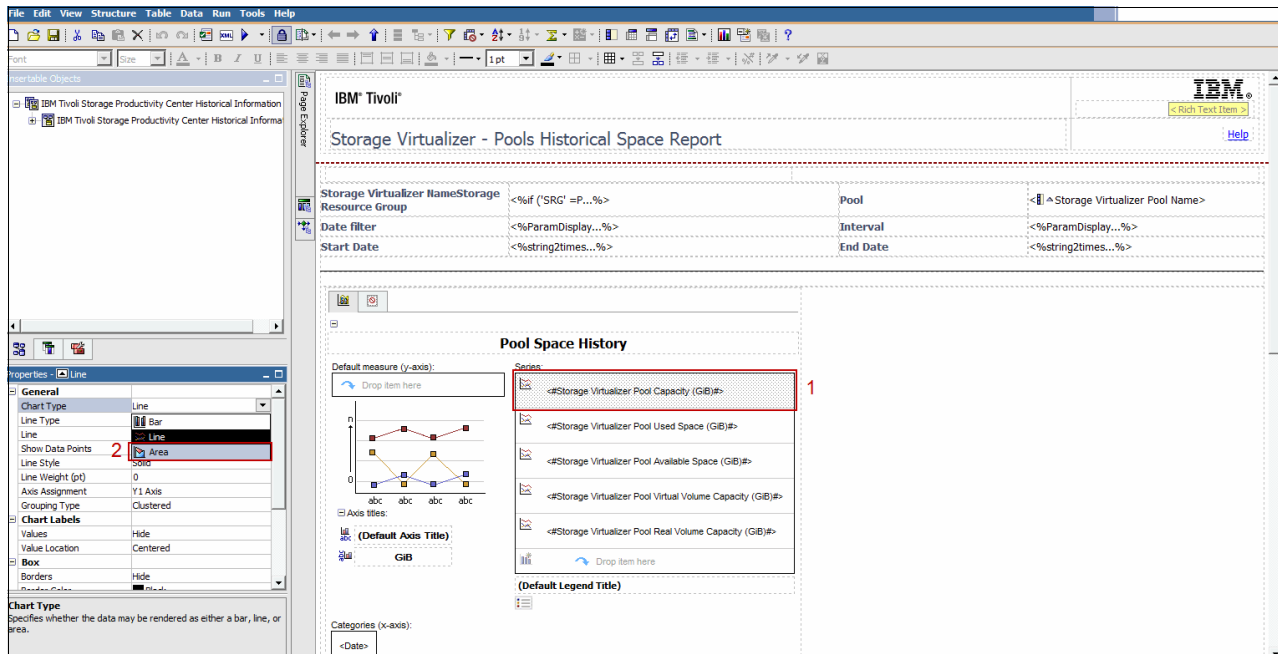 File Edit View Structure Table Data Run Tools Help
Font Size A B I U 1 pt
Insertable Objects
IBM Tivoli Storage Productivity Center Historical Information
IBM Tivoli Storage Productivity Center Historical Informa
Page Explorer
IBM® Tivoli®
IBM®
< Rich Text Item >
Storage Virtualizer - Pools Historical Space Report
Help
Storage Virtualizer NameStorage Resource Group
<%if ('SRG' =P...%>
Pool
<Storage Virtualizer Pool Name>
Date filter
<%ParamDisplay...%>
Interval
<%ParamDisplay...%>
Start Date
<%string2times...%>
End Date
<%string2times...%>
Pool Space History
Default measure (y-axis):
Drop item here
Series:
<#Storage Virtualizer Pool Capacity (GiB)#>
1
<#Storage Virtualizer Pool Used Space (GiB)#>
<#Storage Virtualizer Pool Available Space (GiB)#>
<#Storage Virtualizer Pool Virtual Volume Capacity (GiB)#>
<#Storage Virtualizer Pool Real Volume Capacity (GiB)#>
Drop item here
n
0
abc abc abc abc
Axis titles:
(Default Axis Title)
GiB
(Default Legend Title)
Categories (x-axis):
<Date>
Properties - Line
General
Chart Type Line
Line Type Bar
Line Line
Show Data Points 2 Area
Line Style Solid
Line Weight (pt) 0
Axis Assignment Y1 Axis
Grouping Type Clustered
Chart Labels
Values Hide
Value Location Centered
Box
Borders Hide
Chart Type
Specifies whether the data may be rendered as either a bar, line, or
area.